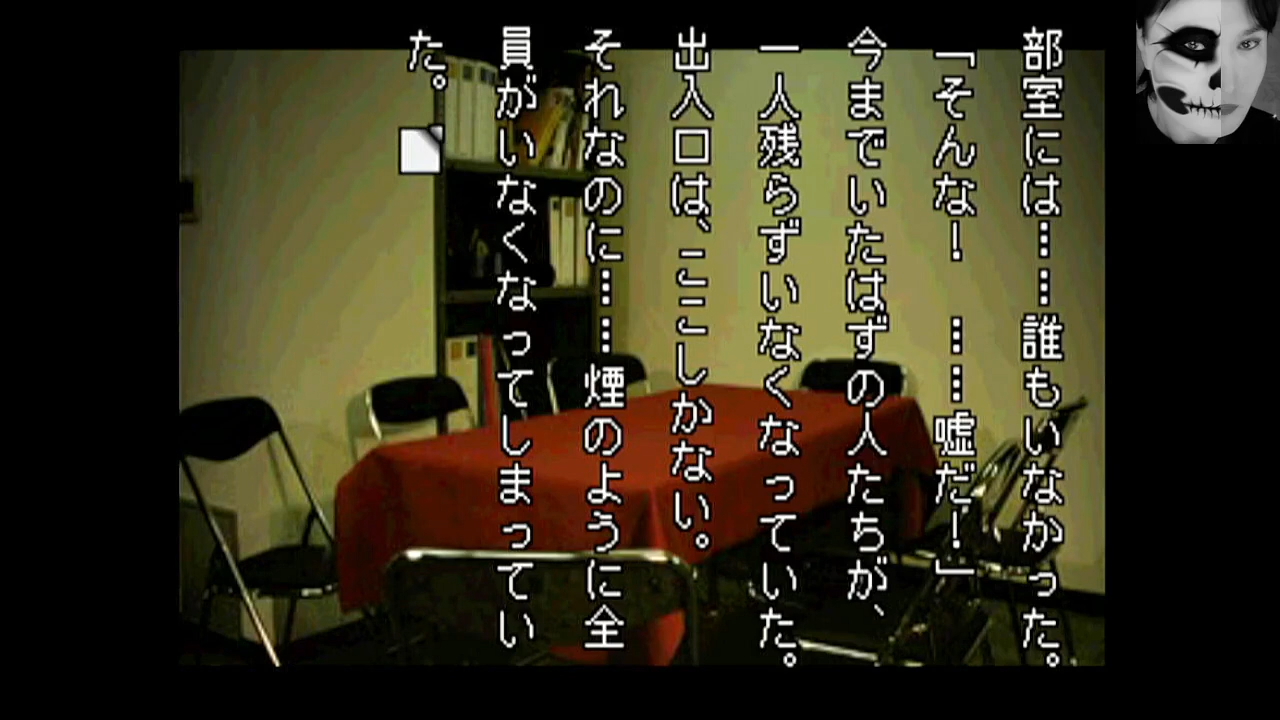 部室には……誰もいなかった。
「そんな！　……嘘だ！」
今までいたはずの人たちが、
一人残らずいなくなっていた。
出入口は、ここしかない。
それなのに……煙のように全
員がいなくなってしまってい
た。